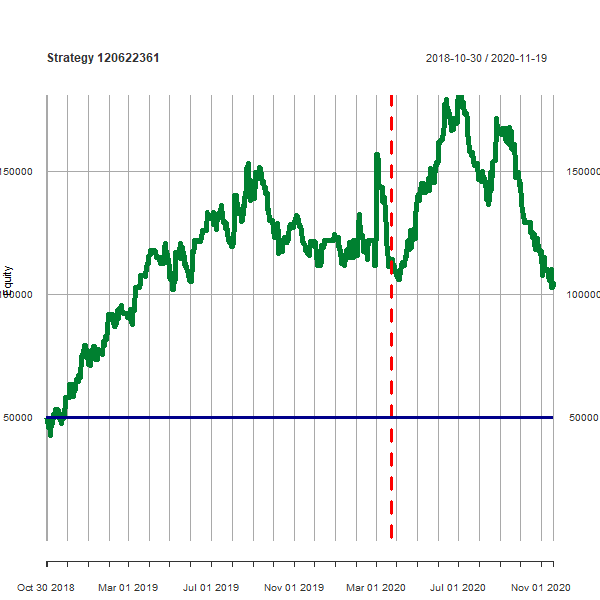 Strategy 120622361
2018-10-30 / 2020-11-19
150000
150000
Equity
100000
100000
50000
50000
Oct 30 2018
Mar 01 2019
Jul 01 2019
Nov 01 2019
Mar 01 2020
Jul 01 2020
Nov 01 2020